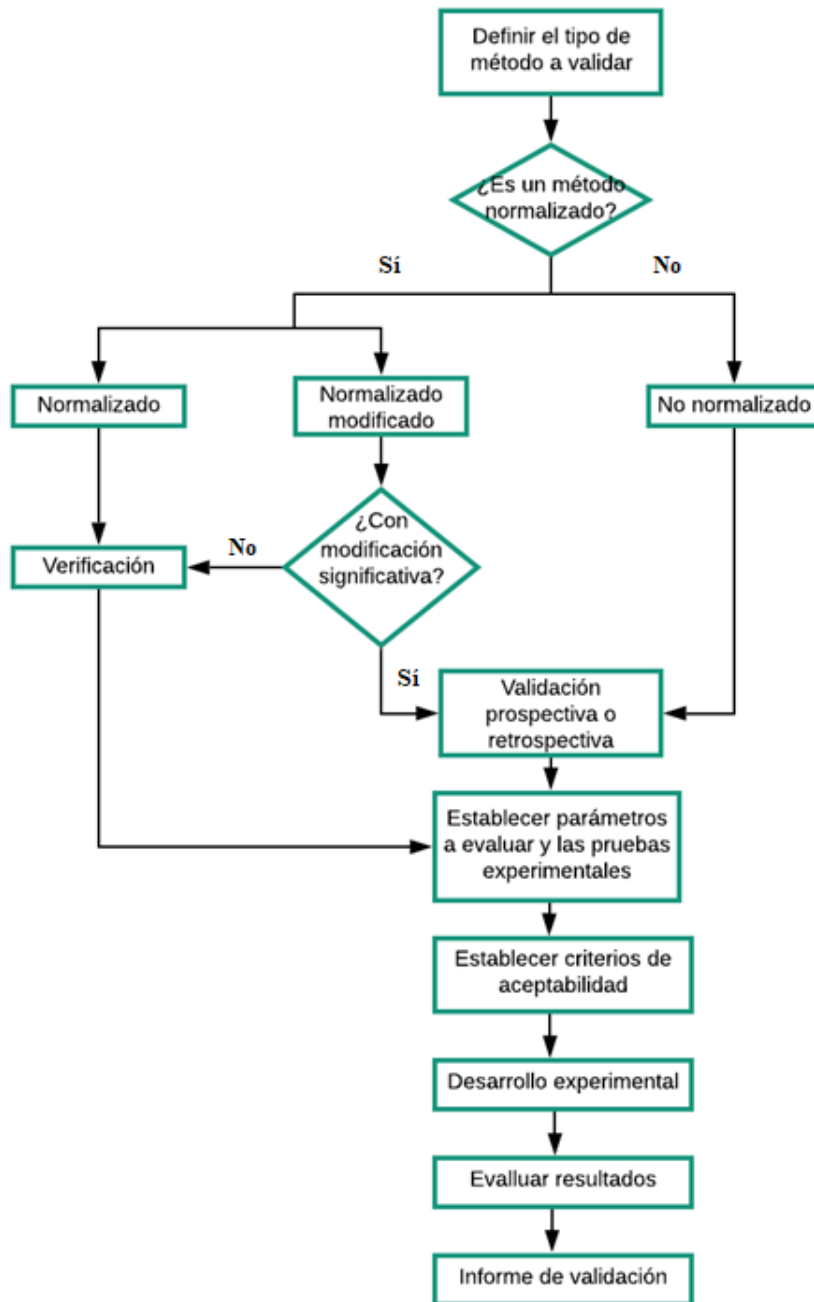 Definir el tipo de
método a validar
¿Es un método
normalizado?
Sí
No
Normalizado
Normalizado
modificado
No normalizado
¿Con
modificación
significativa?
No
Verificación
Sí
Validación
prospectiva o
retrospectiva
Establecer parámetros
a evaluar y las pruebas
experimentales
Establecer criterios de
aceptabilidad
Desarrollo experimental
Evalluar resultados
Informe de validación